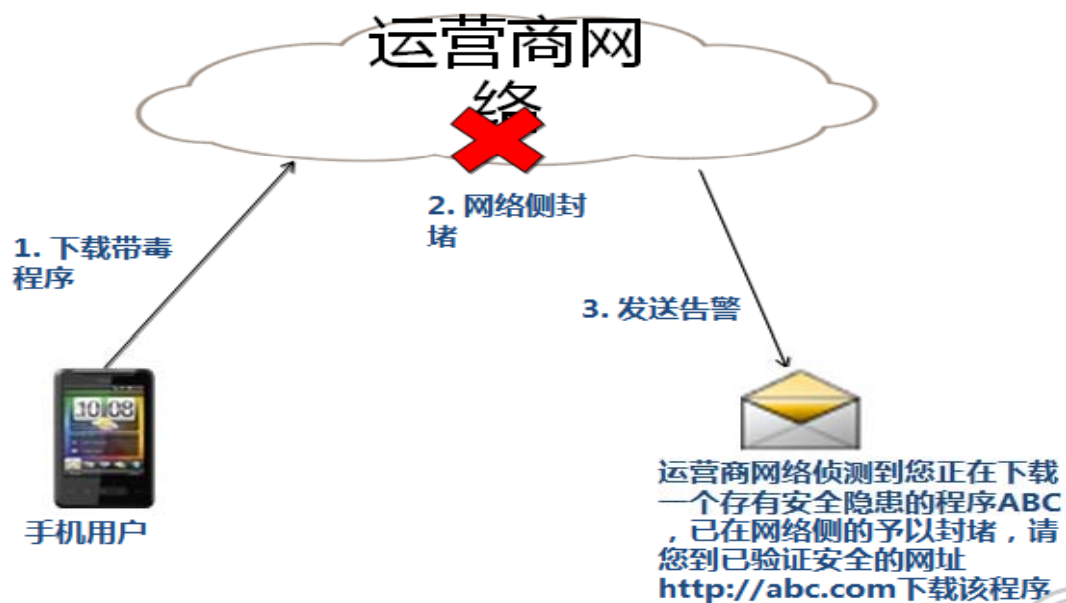 运营商网
络
2. 网络侧封
堵
1. 下载带毒
程序
3. 发送告警
10 08
手机用户
运营商网络侦测到您正在下载
一个存有安全隐患的程序ABC
，已在网络侧的予以封堵，请
您到已验证安全的网址
http://abc.com下载该程序